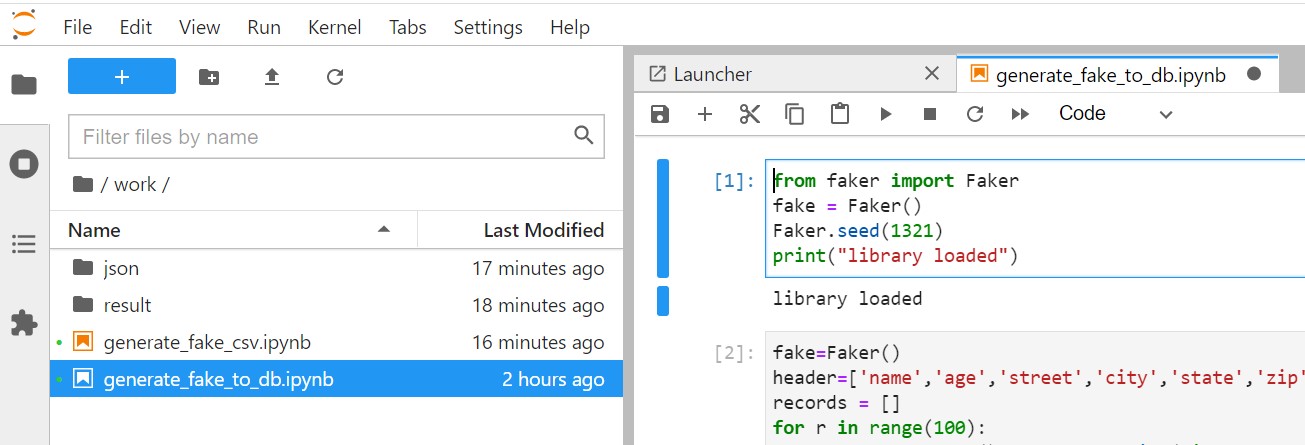 File Edit View Run Kernel Tabs Settings Help
+
Filter files by name
/ work /
Name Last Modified
json 17 minutes ago
result 18 minutes ago
generate_fake_csv.ipynb 16 minutes ago
generate_fake_to_db.ipynb 2 hours ago
Launcher generate_fake_to_db.ipynb
Code
[1]: from faker import Faker
fake = Faker()
Faker.seed(1321)
print("library loaded")
library loaded
[2]: fake=Faker()
header=['name','age','street','city','state','zip'
records = []
for r in range(100):